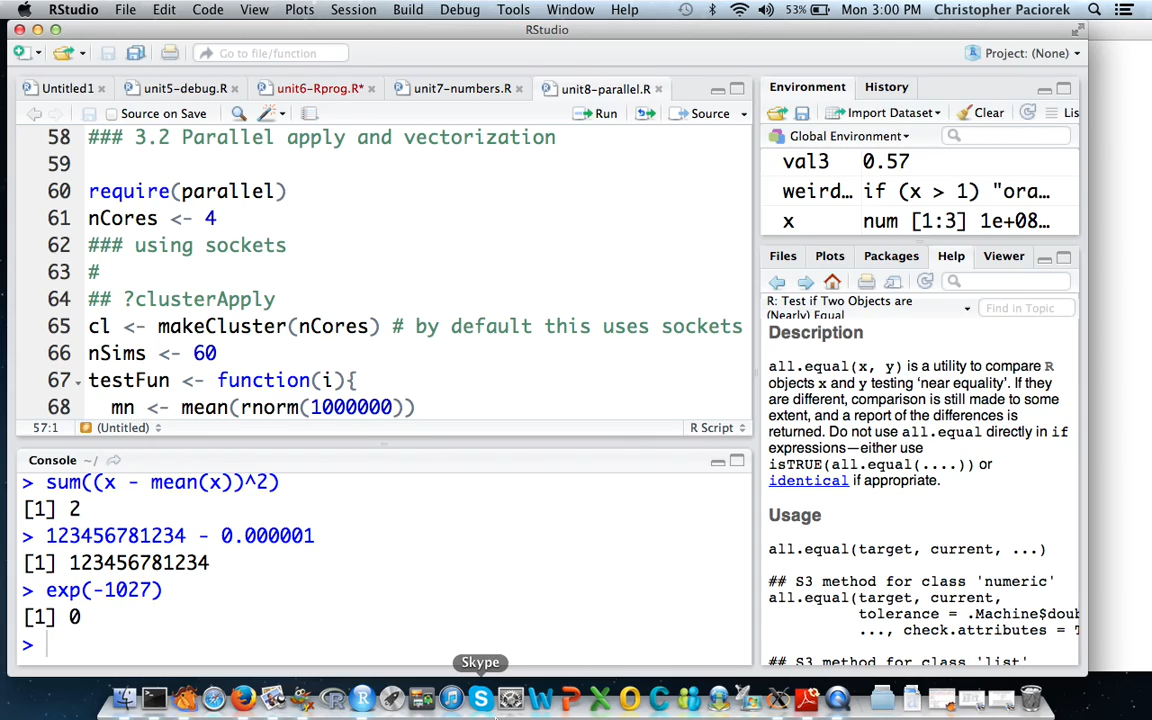 RStudio File Edit Code View Plots Session Build Debug Tools Window Help 53% Mon 3:00 PM Christopher Paciorek
RStudio
Go to file/function
Project: (None)
Untitled1 unit5-debug.R unit6-Rprog.R* unit7-numbers.R unit8-parallel.R
Source on Save Run Source
58 ### 3.2 Parallel apply and vectorization
59
60 require(parallel)
61 nCores <- 4
62 ### using sockets
63 #
64 ## ?clusterApply
65 cl <- makeCluster(nCores) # by default this uses sockets
66 nSims <- 60
67 testFun <- function(i){
68 mn <- mean(rnorm(1000000))
57:1 (Untitled) R Script
Console ~/
> sum((x - mean(x))^2)
[1] 2
> 123456781234 - 0.000001
[1] 123456781234
> exp(-1027)
[1] 0
>
Environment History
Import Dataset Clear Lis
Global Environment
val3 0.57
weird… if (x > 1) "ora…
x num [1:3] 1e+08…
Files Plots Packages Help Viewer
R: Test if Two Objects are
(Nearly) Equal
Find in Topic
Description
all.equal(x, y) is a utility to compare R
objects x and y testing ‘near equality’. If they
are different, comparison is still made to some
extent, and a report of the differences is
returned. Do not use all.equal directly in if
expressions—either use
isTRUE(all.equal(....)) or
identical if appropriate.
Usage
all.equal(target, current, ...)
## S3 method for class 'numeric'
all.equal(target, current,
tolerance = .Machine$dou
..., check.attributes = T
## S3 method for class 'list'
Skype